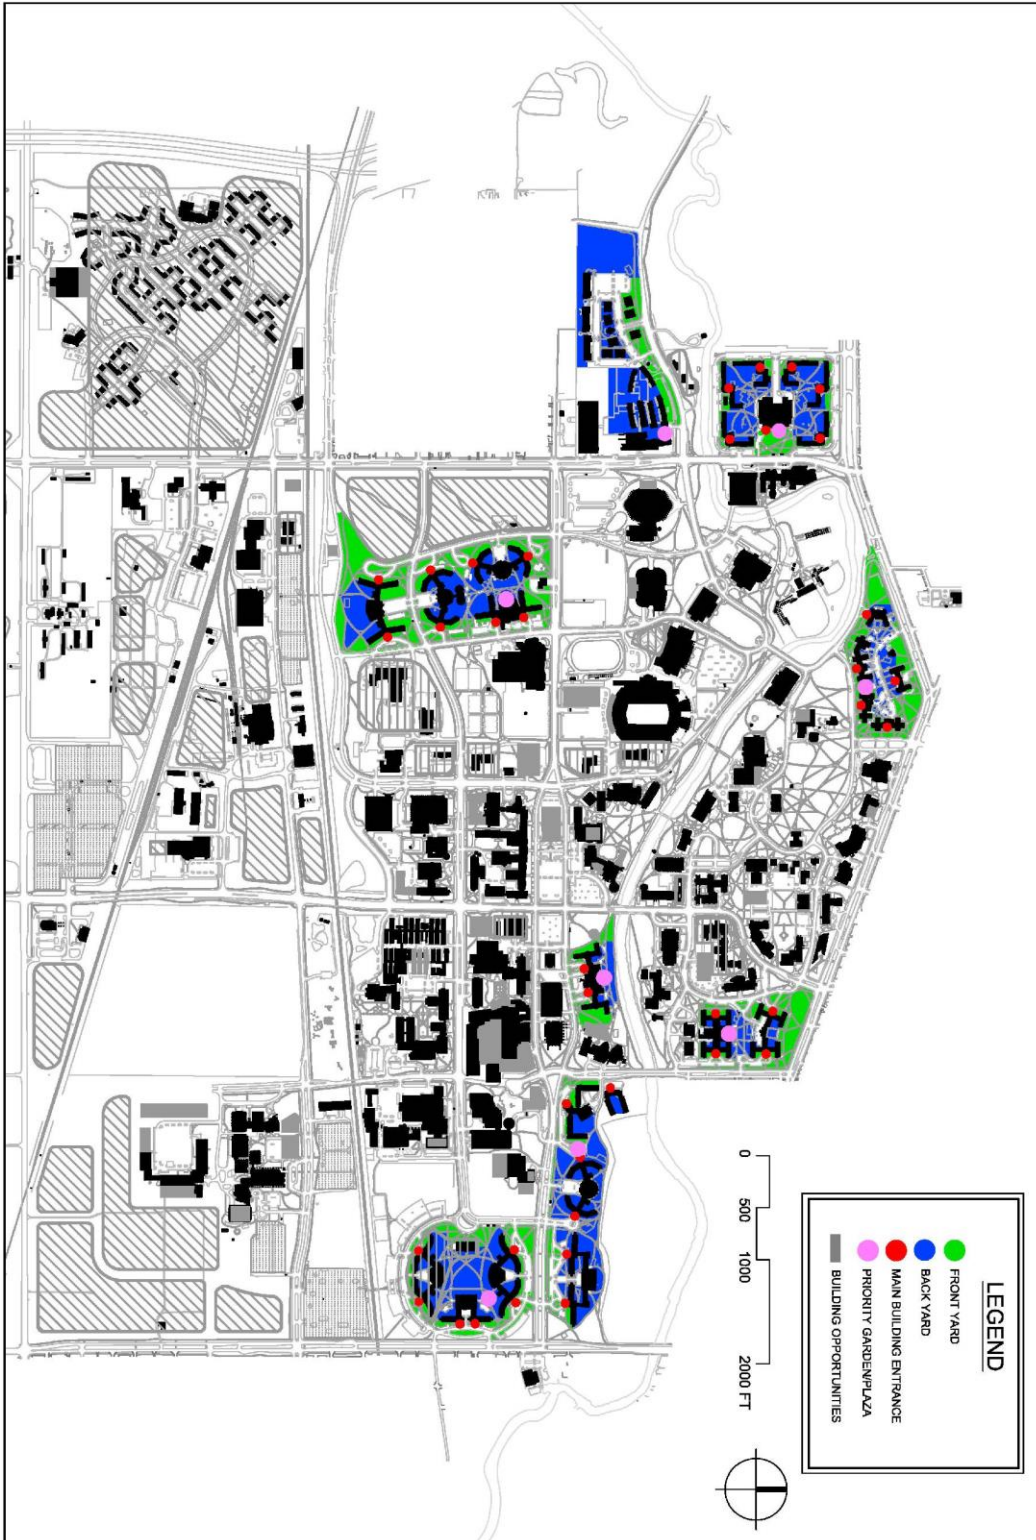 LEGEND
FRONT YARD
BACK YARD
MAIN BUILDING ENTRANCE
PRIORITY GARDEN/PLAZA
BUILDING OPPORTUNITIES
0 500 1000 2000 FT